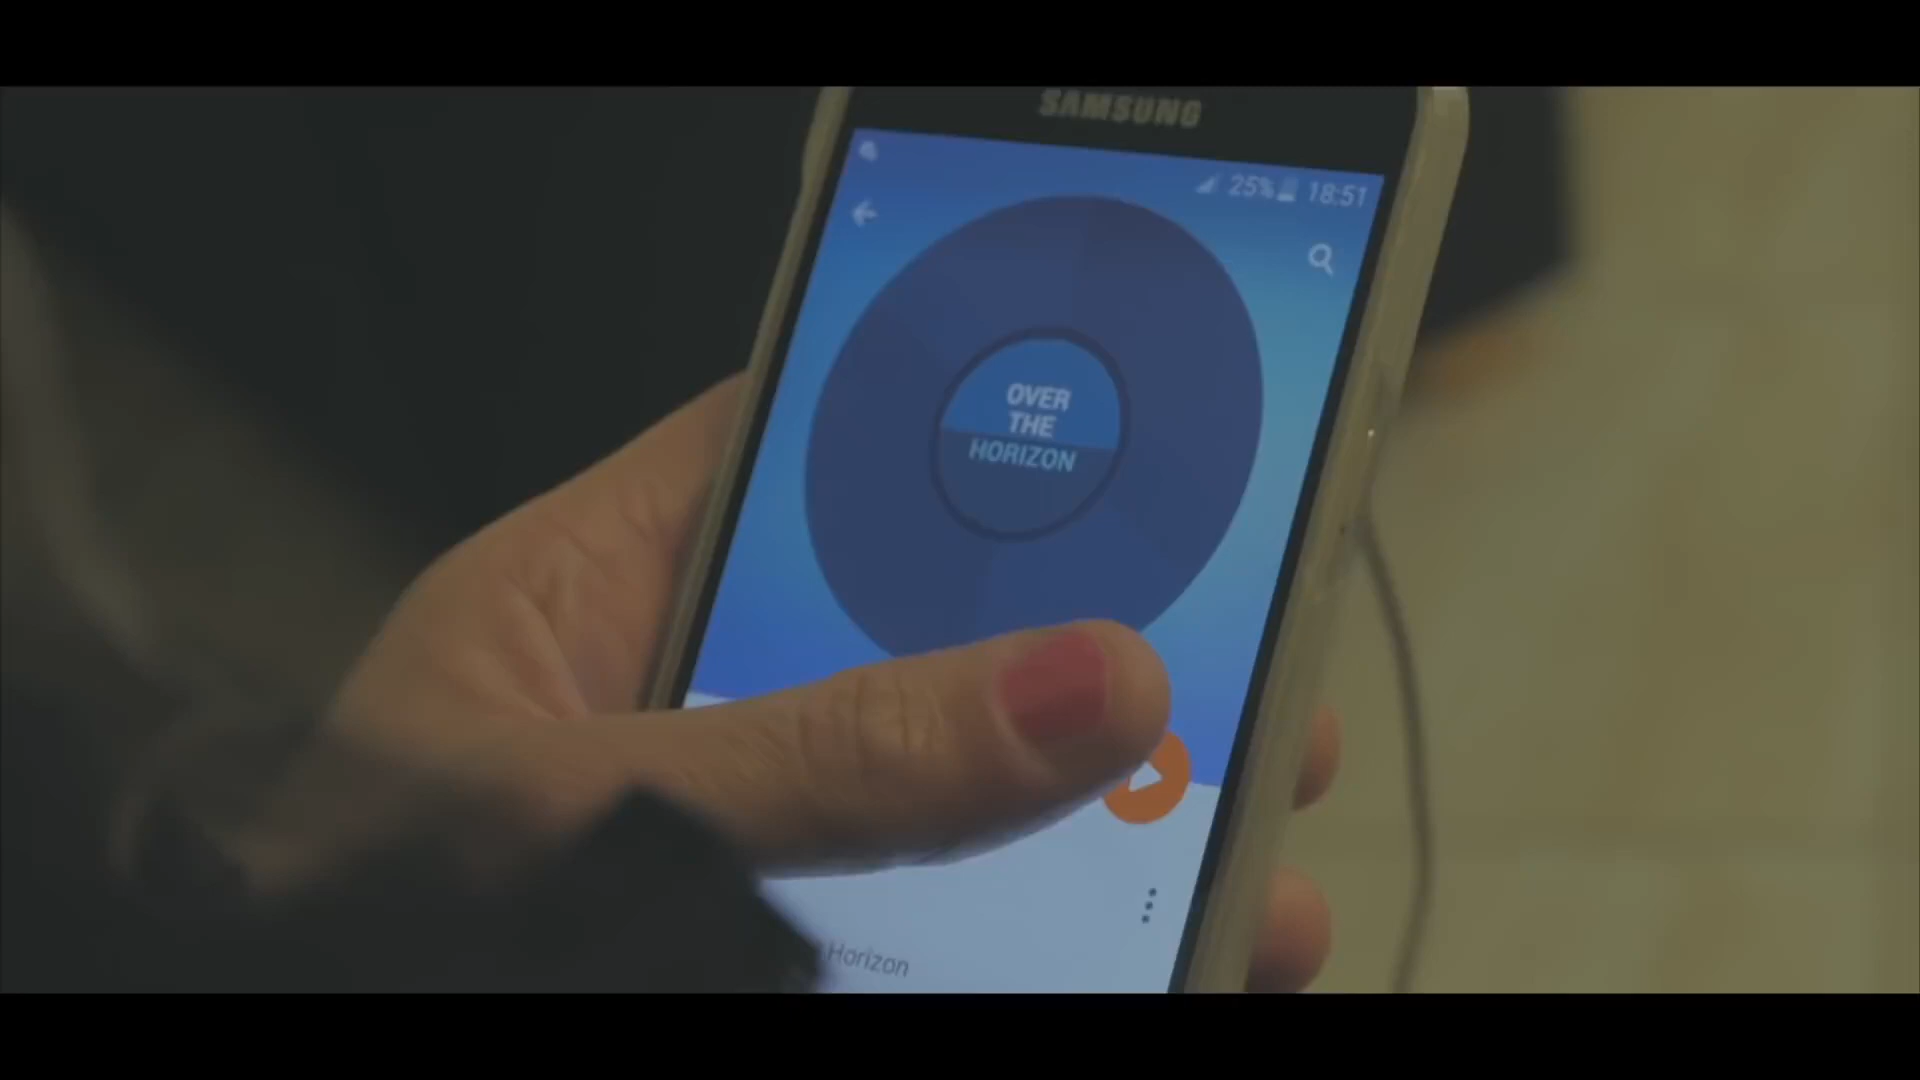 SAMSUNG
25% 18:51
OVER
THE
HORIZON
Horizon